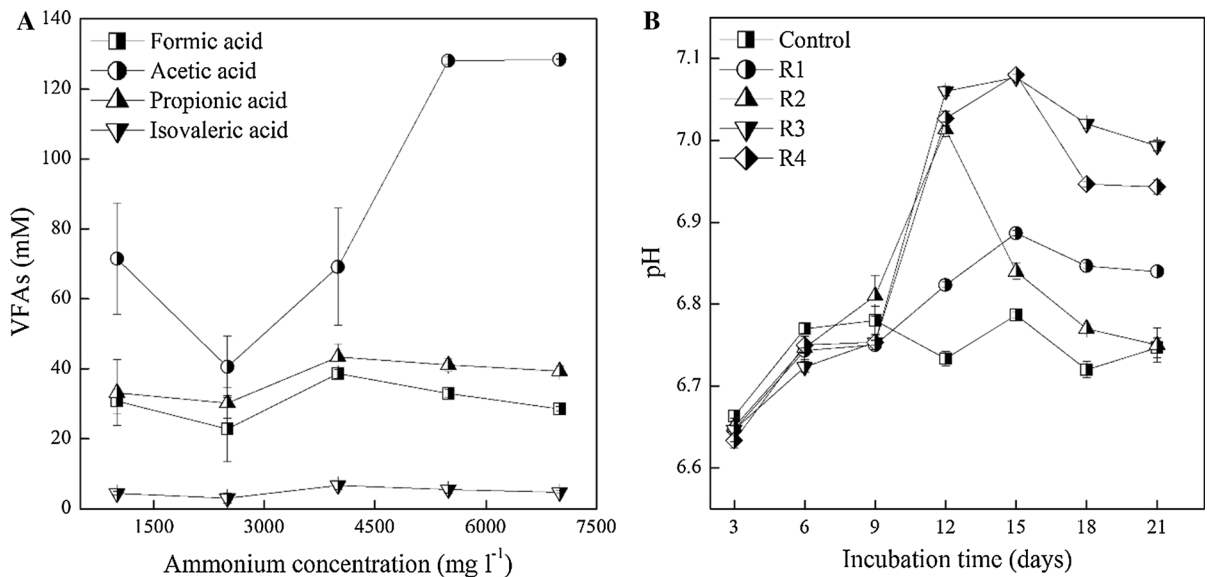 A
140
120
100
80
60
40
20
0
VFAs (mM)
Formic acid
Acetic acid
Propionic acid
Isovaleric acid
1500 3000 4500 6000 7500
Ammonium concentration (mg l⁻¹)
B
7.1
7.0
6.9
6.8
6.7
6.6
pH
Control
R1
R2
R3
R4
3 6 9 12 15 18 21
Incubation time (days)